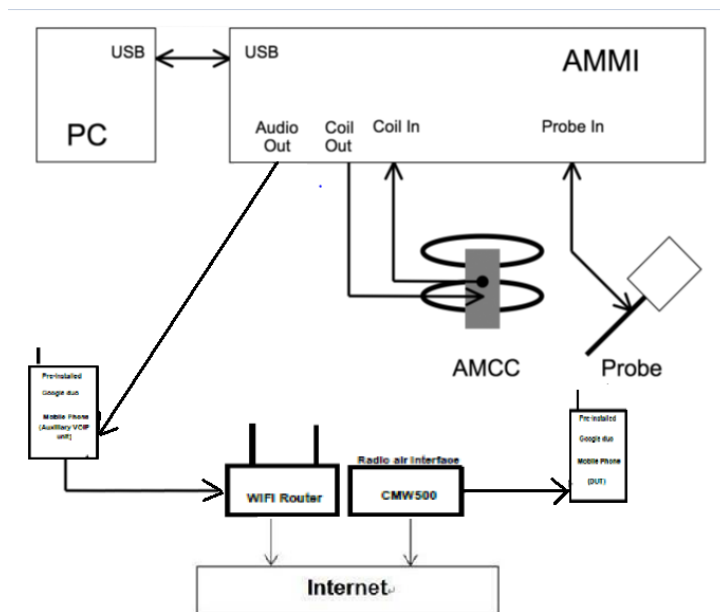 USB
USB
AMMI
PC
Audio
Out
Coil
Out
Coil In
Probe In
AMCC
Probe
Pre-installed
Google duo
Mobile Phone
(Auxiliary VOIP
unit)
Pre-installed
Google duo
Mobile Phone
(DUT)
Radio air interface
WIFI Router
CMW500
Internet